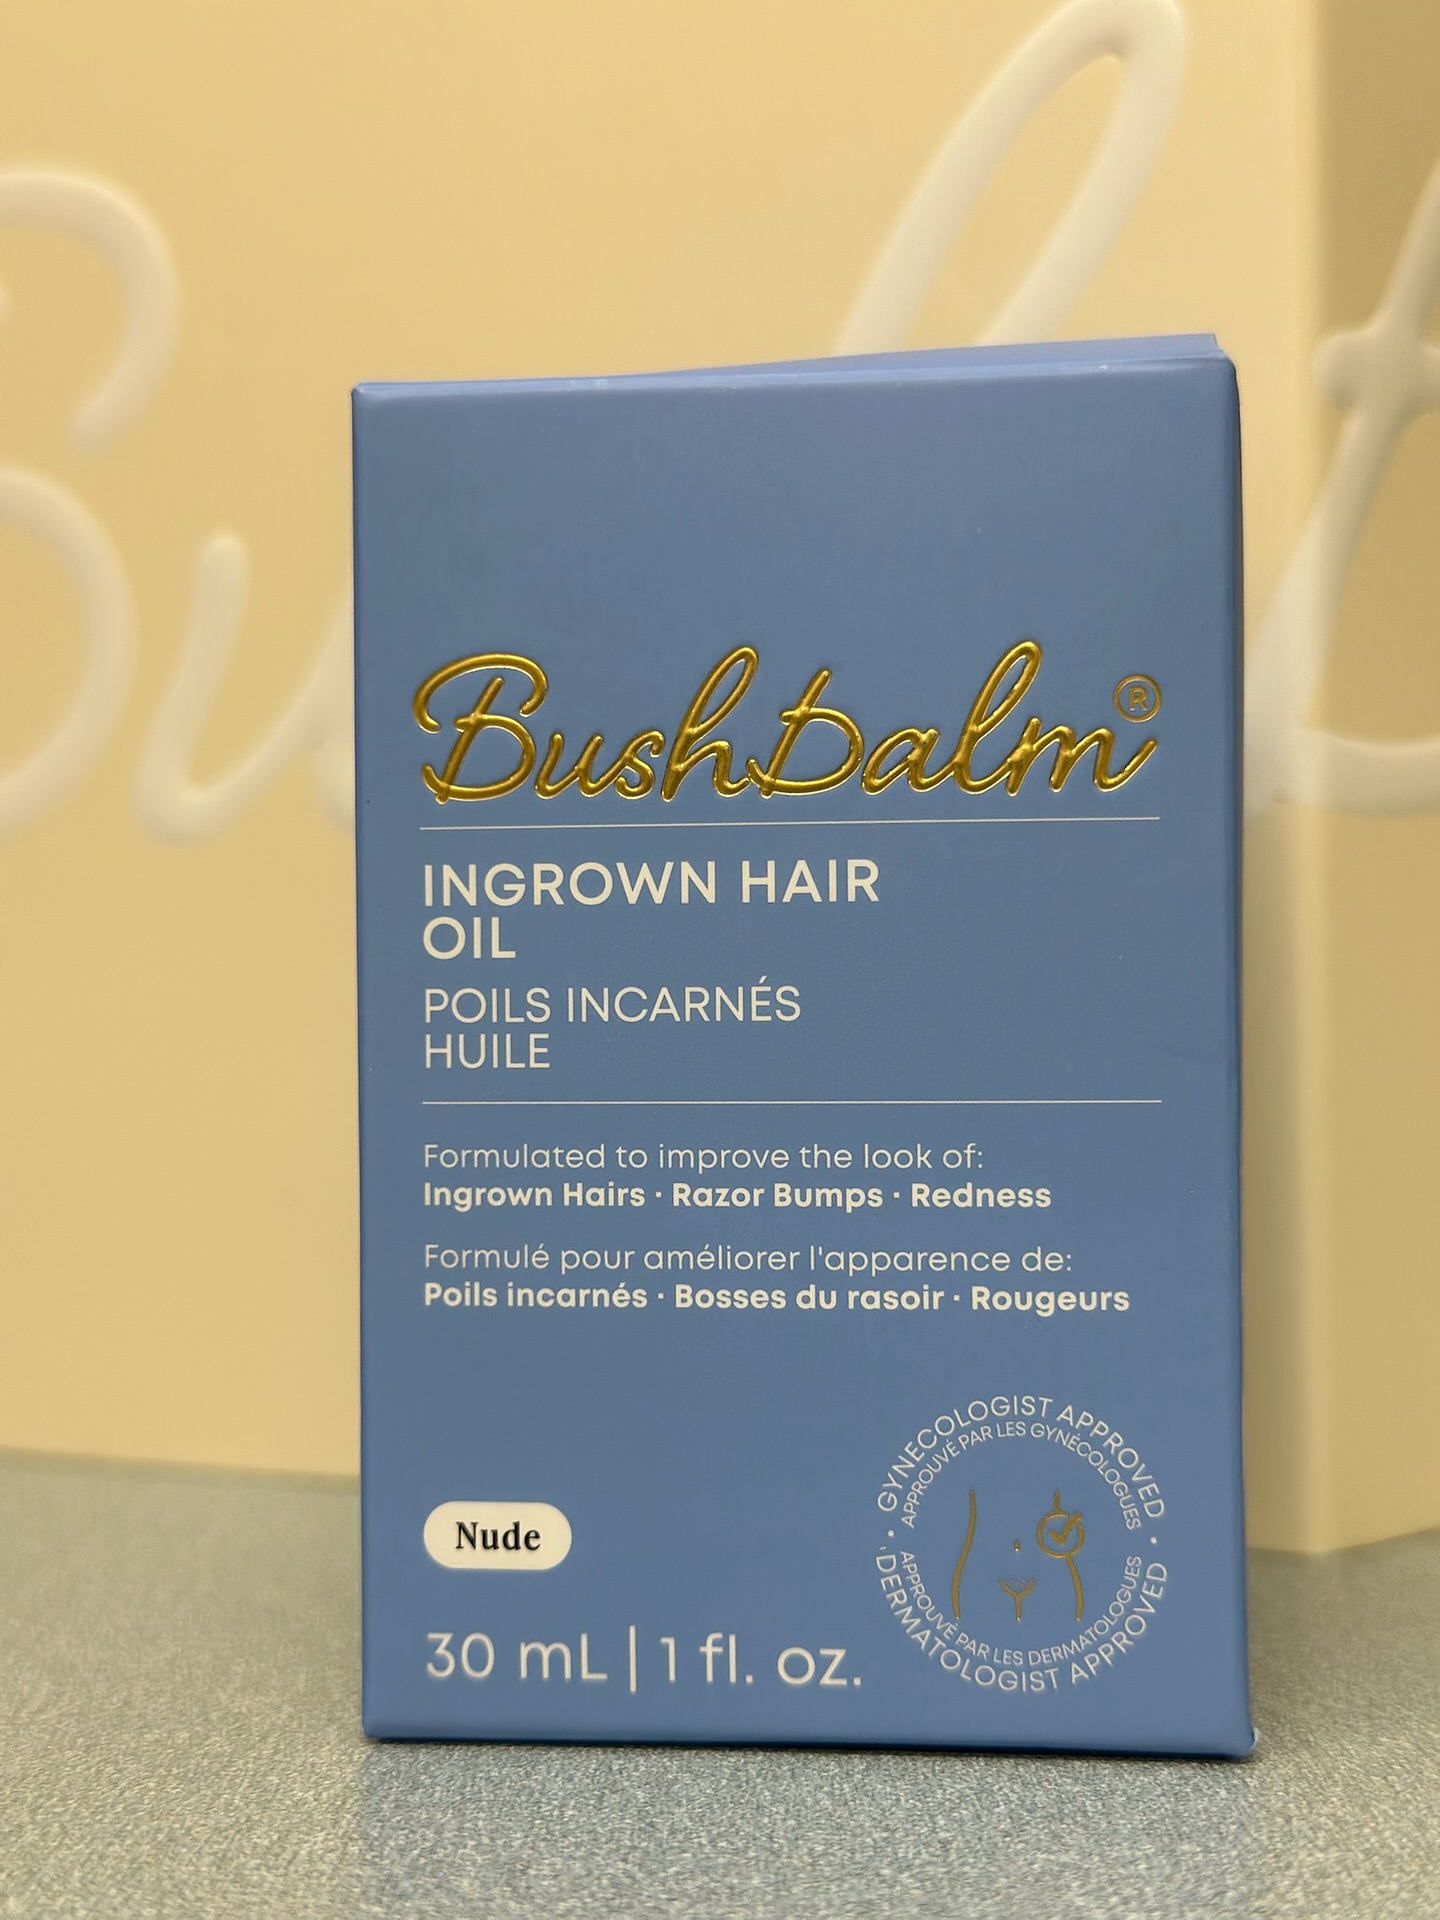 Bushbalm®
INGROWN HAIR
OIL
POILS INCARNÉS
HUILE
Formulated to improve the look of:
Ingrown Hairs · Razor Bumps · Redness
Formulé pour améliorer l'apparence de:
Poils incarnés · Bosses du rasoir · Rougeurs
GYNECOLOGIST APPROVED
APPROUVÉ PAR LES GYNÉCOLOGUES
Nude
APPROUVÉ PAR LES DERMATOLOGUES
DERMATOLOGIST APPROVED
30 mL | 1 fl. oz.